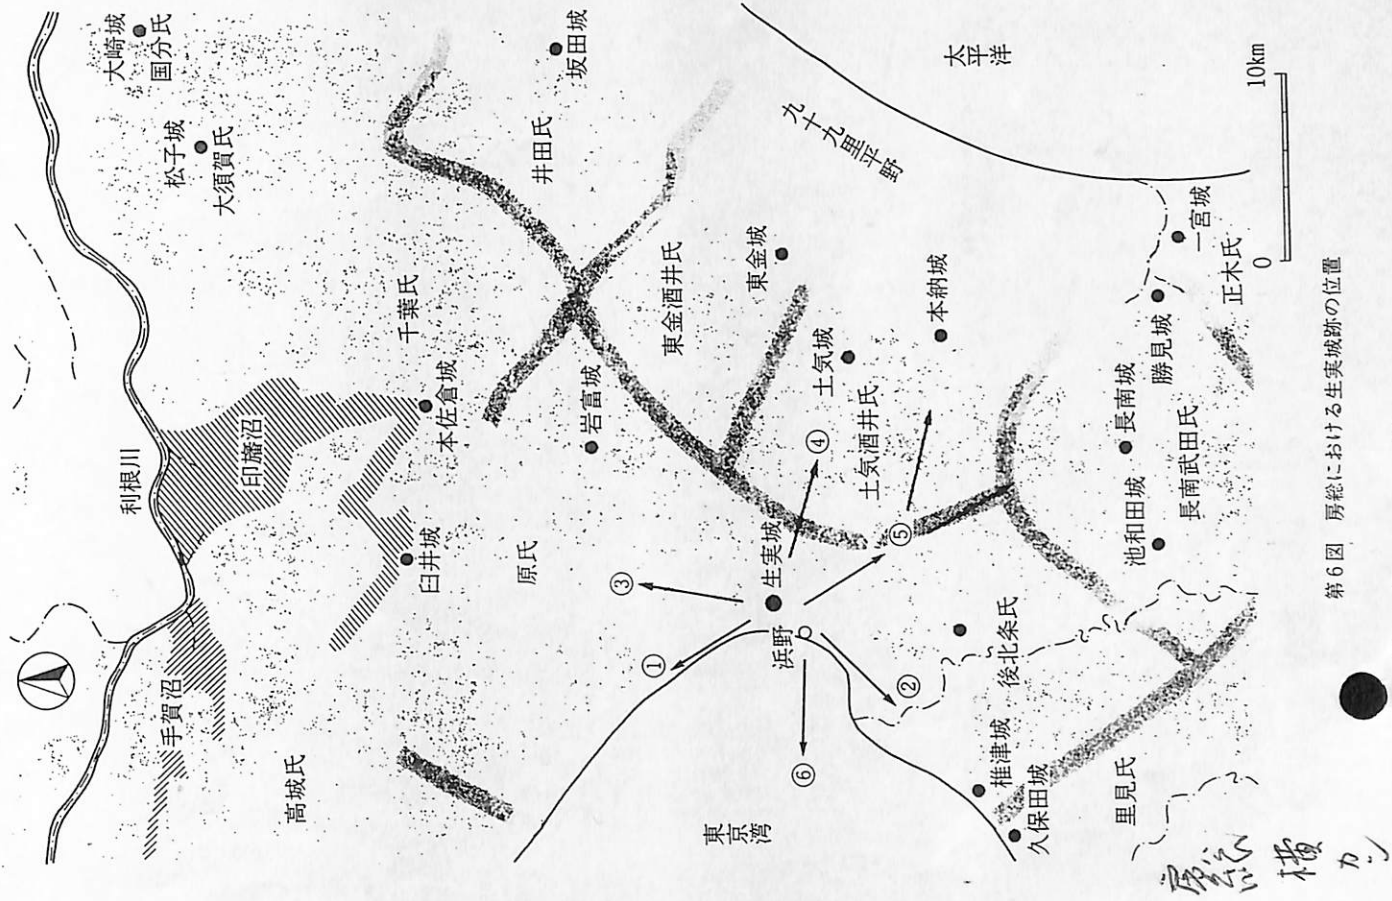 大崎城
国分氏
松子城
大須賀氏
坂田城
井田氏
太平洋
九十九里平野
利根川
印旛沼
千葉氏
本佐倉城
岩富城
東金酒井氏
東金城
土気城
土気酒井氏
本納城
手賀沼
臼井城
原氏
高城氏
生実城
浜野
①
②
③
④
⑤
⑥
東京湾
後北条氏
椎津城
久保田城
里見氏
池和田城
長南城
長南武田氏
勝見城
一宮城
正木氏
0
10km
第6図 房総における生実城跡の位置
房総
横
カン